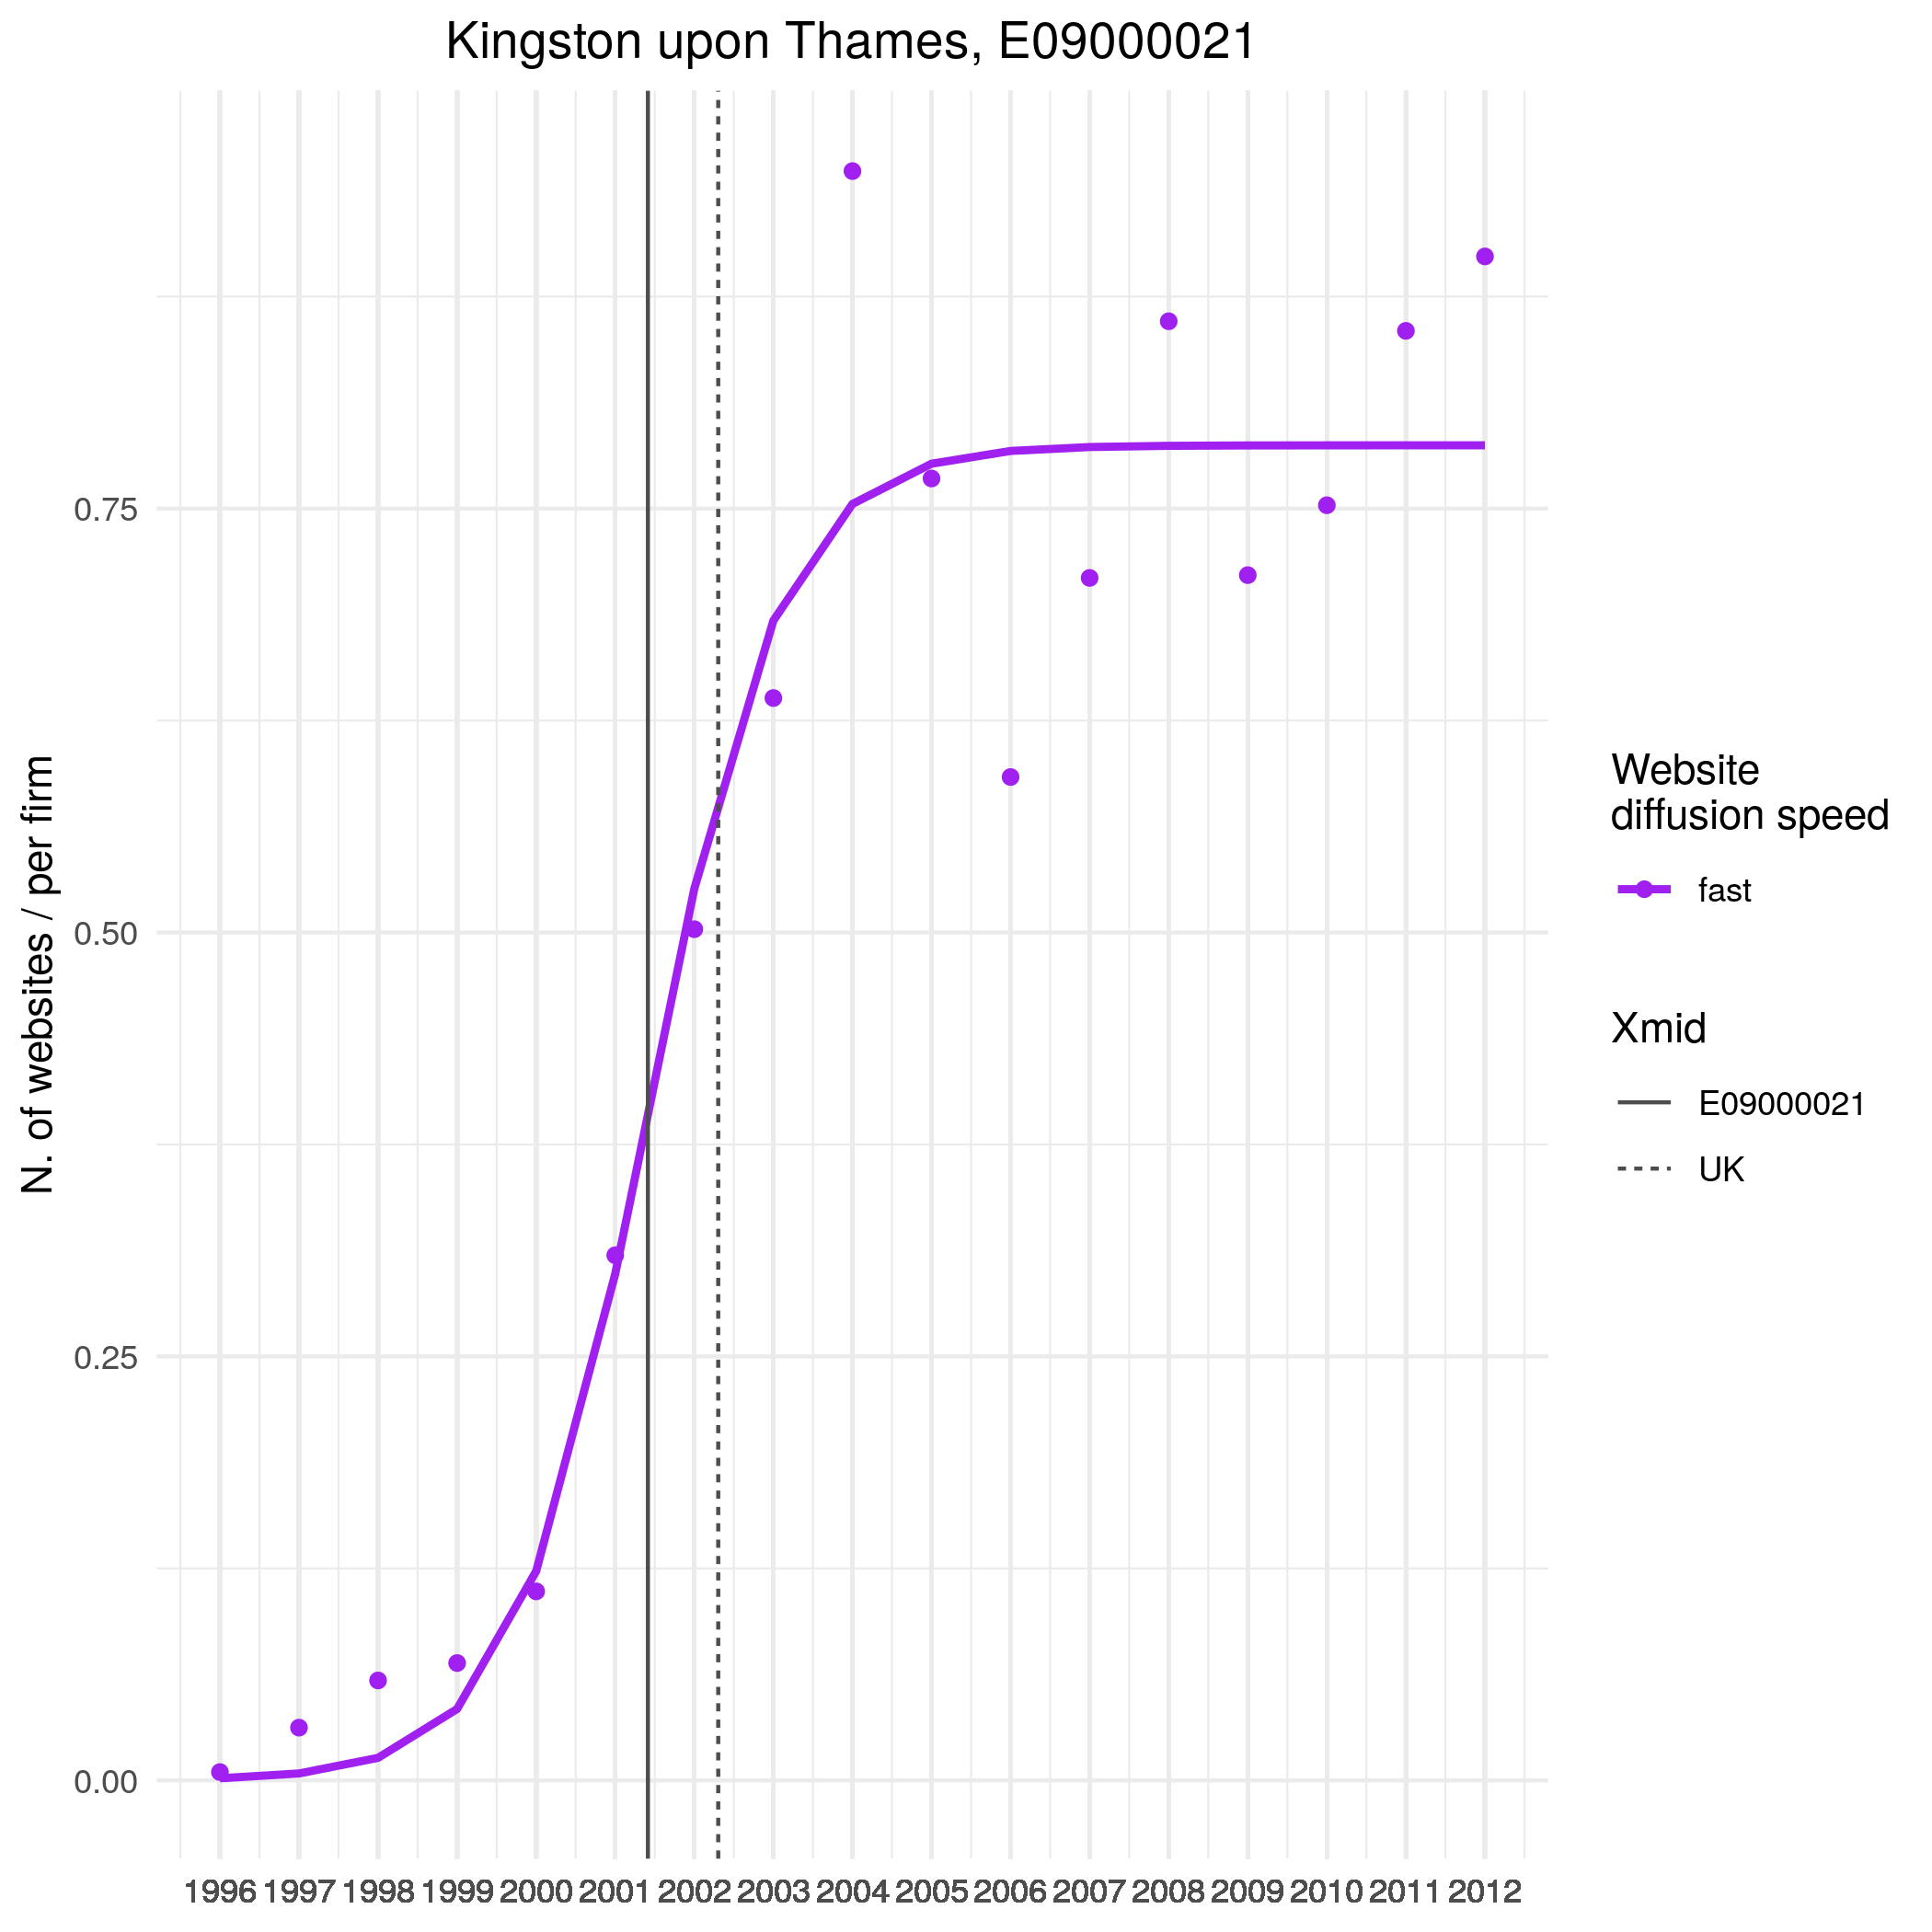 Kingston upon Thames, E09000021
N. of websites / per firm
0.75
0.50
0.25
0.00
1996 1997 1998 1999 2000 2001 2002 2003 2004 2005 2006 2007 2008 2009 2010 2011 2012
Website
diffusion speed
fast
Xmid
E09000021
UK